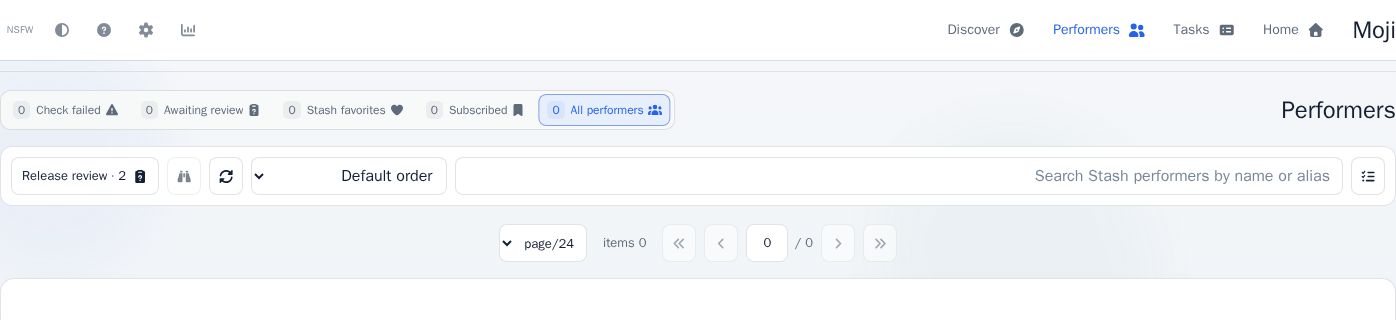 Moji Home Tasks Performers Discover NSFW
Performers
All performers 0 Subscribed 0 Stash favorites 0 Awaiting review 0 Check failed 0
Search Stash performers by name or alias Default order Release review · 2
page/24 items 0 0 / 0